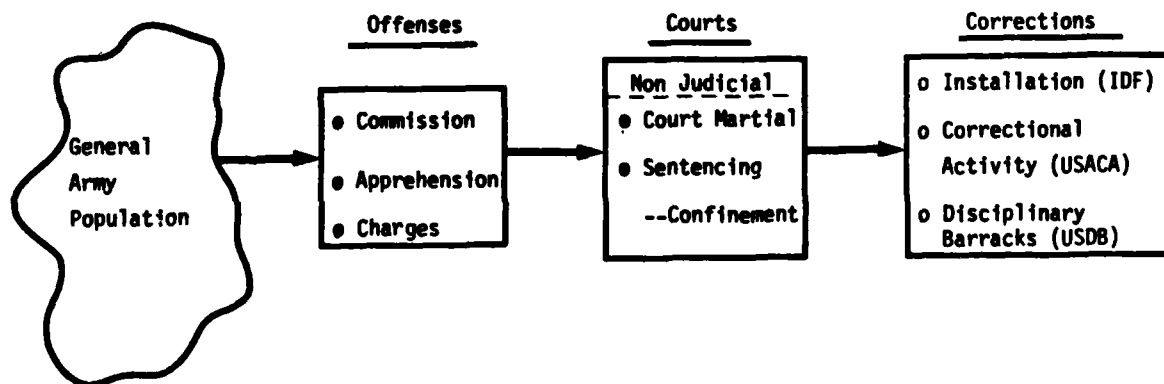 General
Army
Population
Offenses
● Commission
● Apprehension
● Charges
Courts
Non Judicial
● Court Martial
● Sentencing
--Confinement
Corrections
o Installation (IDF)
o Correctional
Activity (USACA)
o Disciplinary
Barracks (USDB)